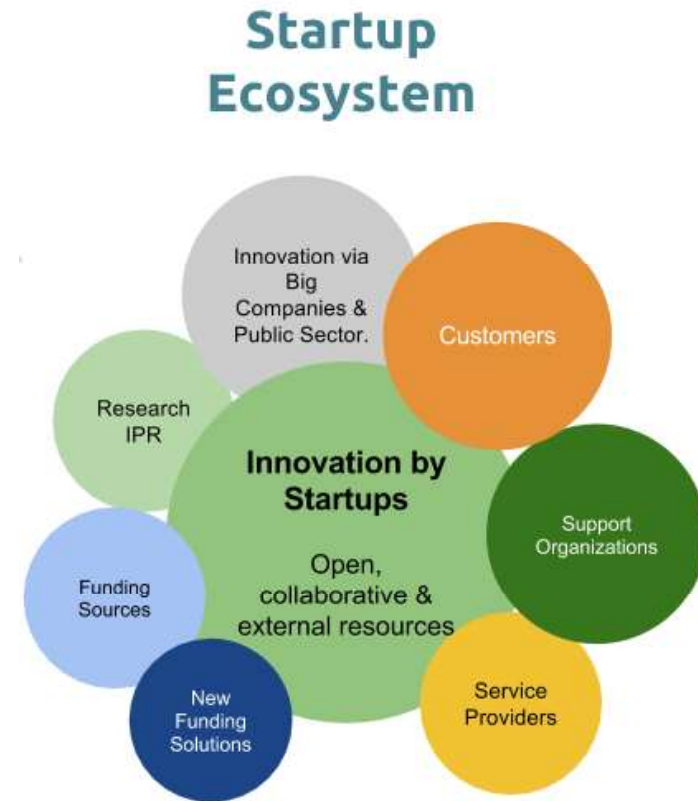 Startup
Ecosystem
Innovation via
Big
Companies &
Public Sector.
Customers
Research
IPR
Innovation by
Startups
Open,
collaborative &
external resources
Support
Organizations
Funding
Sources
New
Funding
Solutions
Service
Providers